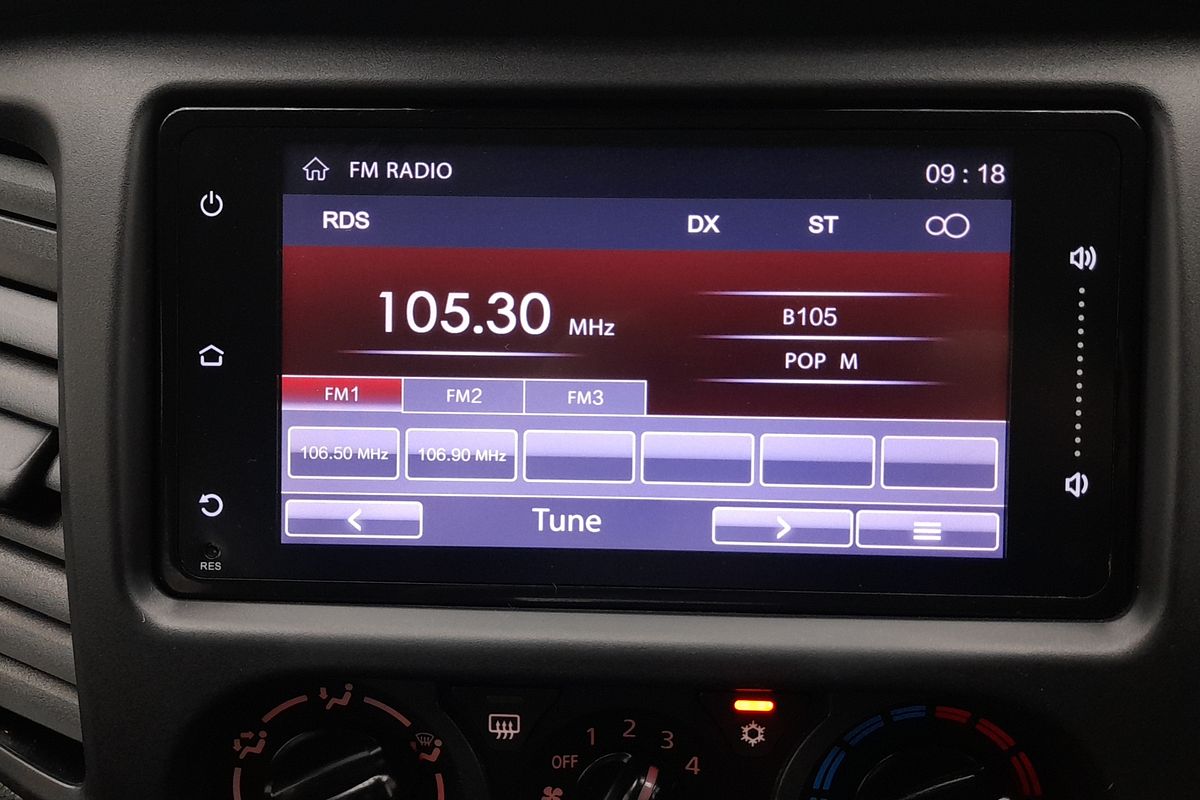 FM RADIO 09 : 18
RDS DX ST
105.30 MHz
B105
POP M
FM1 FM2 FM3
106.50 MHz 106.90 MHz
< Tune >
RES
OFF 1 2 3 4